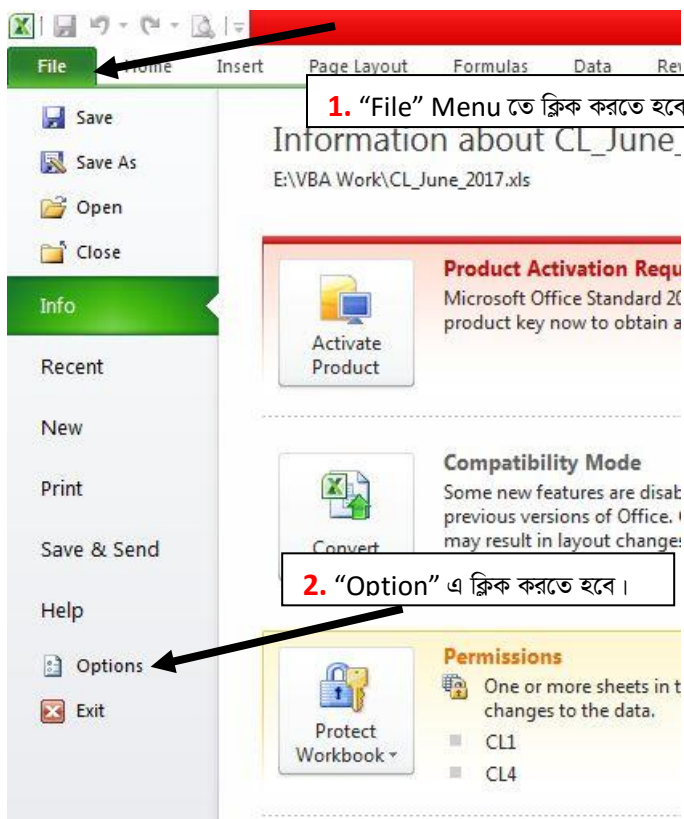 File Home Insert Page Layout Formulas Data Rev
1. “File” Menu তে ক্লিক করতে হবে
Save
Information about CL_June_
Save As
E:\VBA Work\CL_June_2017.xls
Open
Close
Product Activation Requ
Info
Microsoft Office Standard 20
product key now to obtain a
Activate
Product
Recent
New
Compatibility Mode
Print
Some new features are disab
previous versions of Office.
may result in layout changes
Save & Send
Convert
2. “Option” এ ক্লিক করতে হবে।
Help
Permissions
Options
One or more sheets in t
changes to the data.
Exit
Protect
Workbook
CL1
CL4